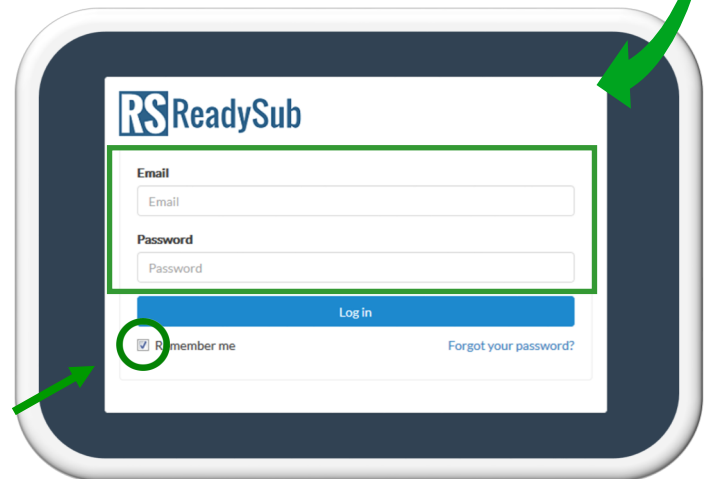 RS ReadySub
Email
Email
Password
Password
Log in
Remember me Forgot your password?